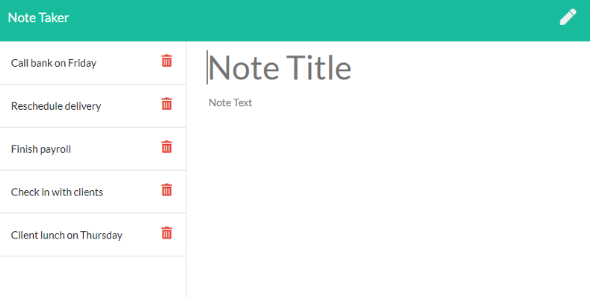 Note Taker
Call bank on Friday
Reschedule delivery
Finish payroll
Check in with clients
Client lunch on Thursday
Note Title
Note Text